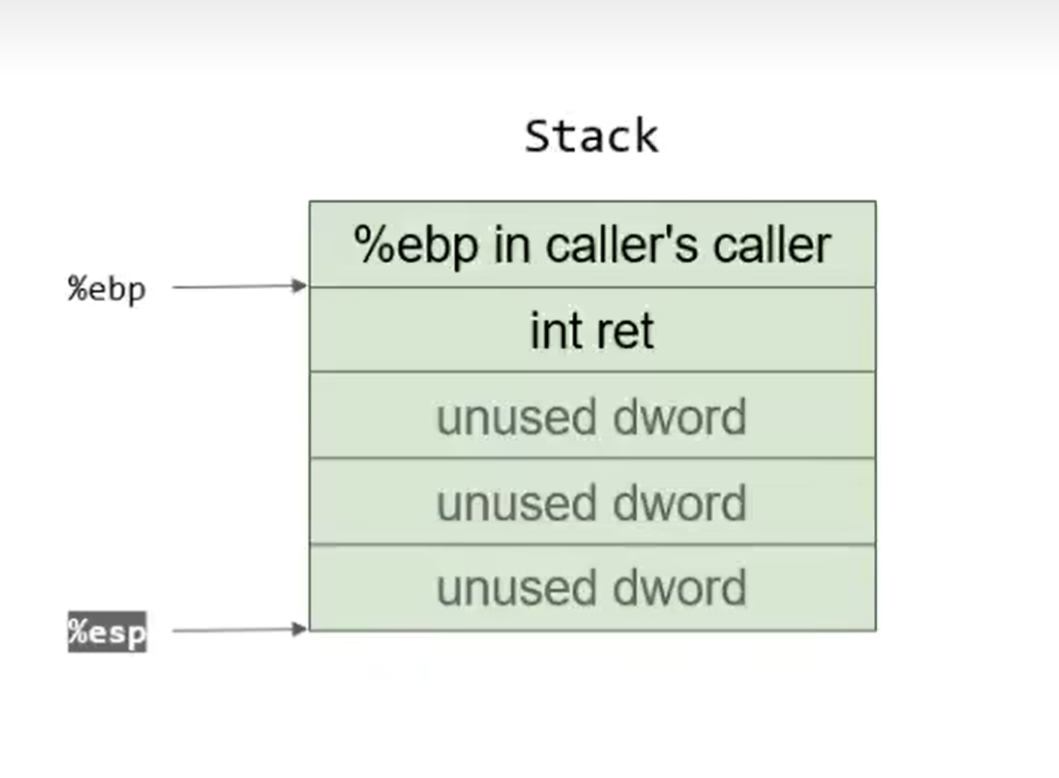 Stack
%ebp in caller's caller
%ebp
int ret
unused dword
unused dword
unused dword
%esp